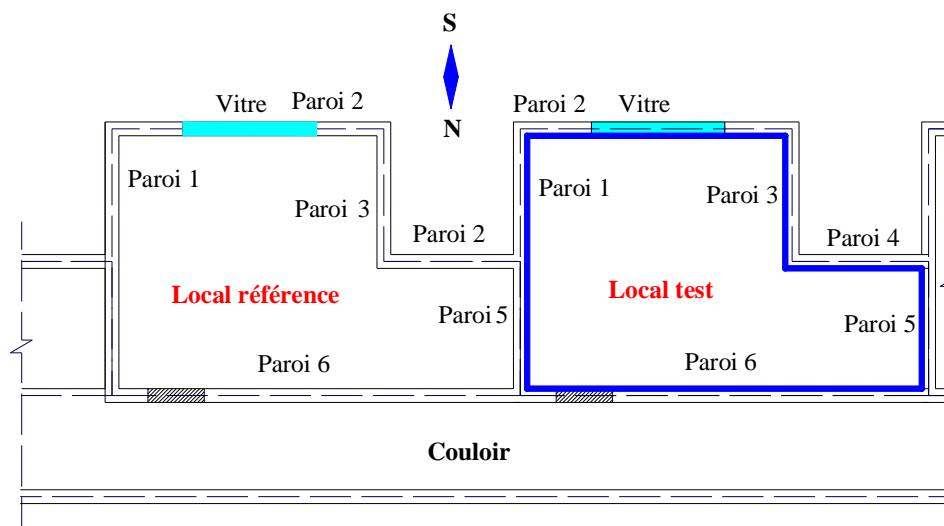 S
N
Vitre
Paroi 2
Paroi 2
Vitre
Paroi 1
Paroi 3
Paroi 1
Paroi 3
Paroi 2
Paroi 4
Local référence
Local test
Paroi 5
Paroi 5
Paroi 6
Paroi 6
Couloir